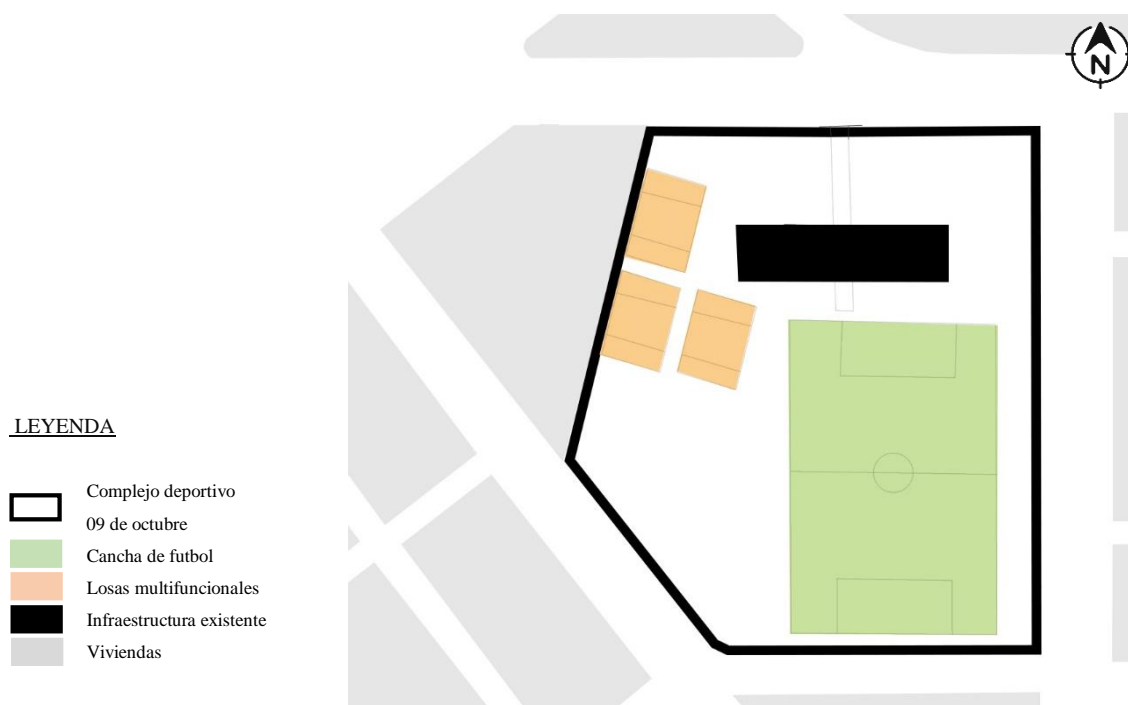 N
LEYENDA
Complejo deportivo
09 de octubre
Cancha de futbol
Losas multifuncionales
Infraestructura existente
Viviendas